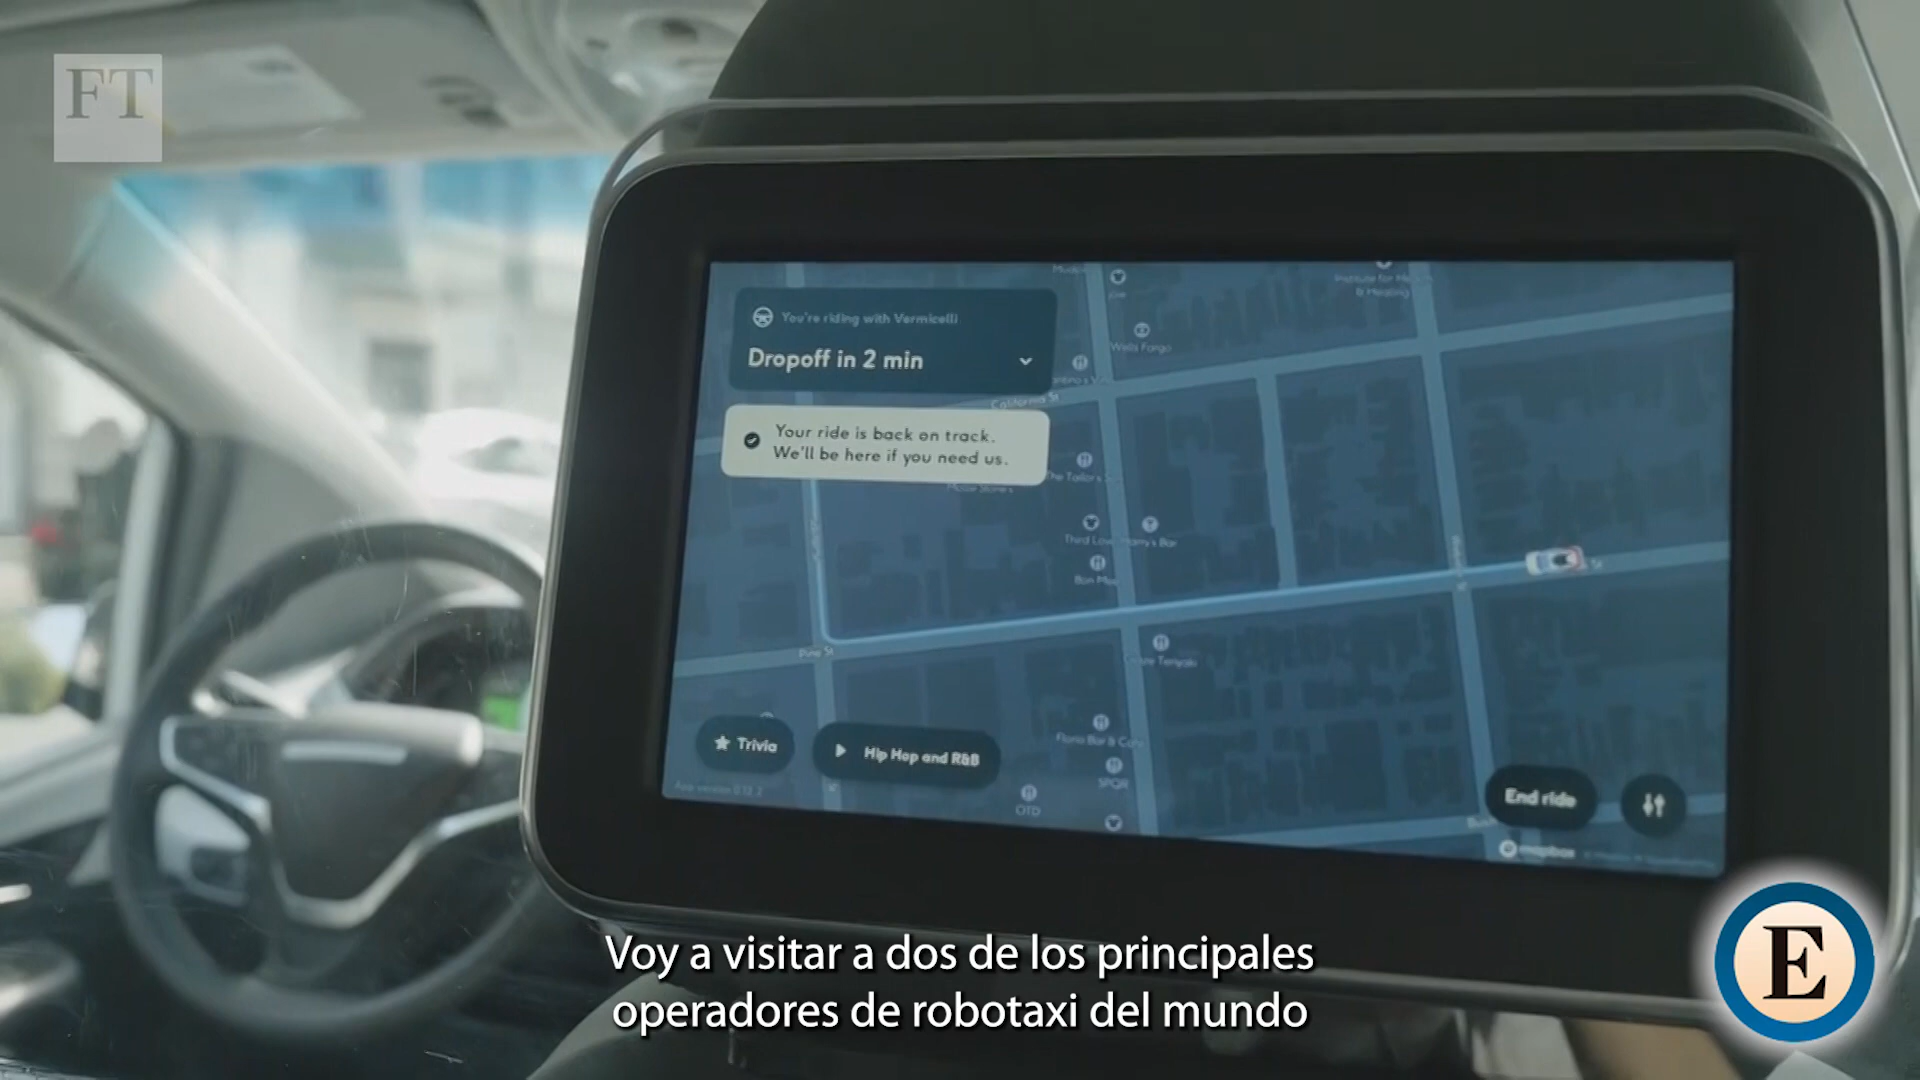 FT
You're riding with Vermicelli
Dropoff in 2 min
California St
Wells Fargo
Your ride is back on track.
We'll be here if you need us.
Pine St
Trivia
Hip Hop and R&B
SPQR
OTD
End ride
mapbox
Voy a visitar a dos de los principales
operadores de robotaxi del mundo
E